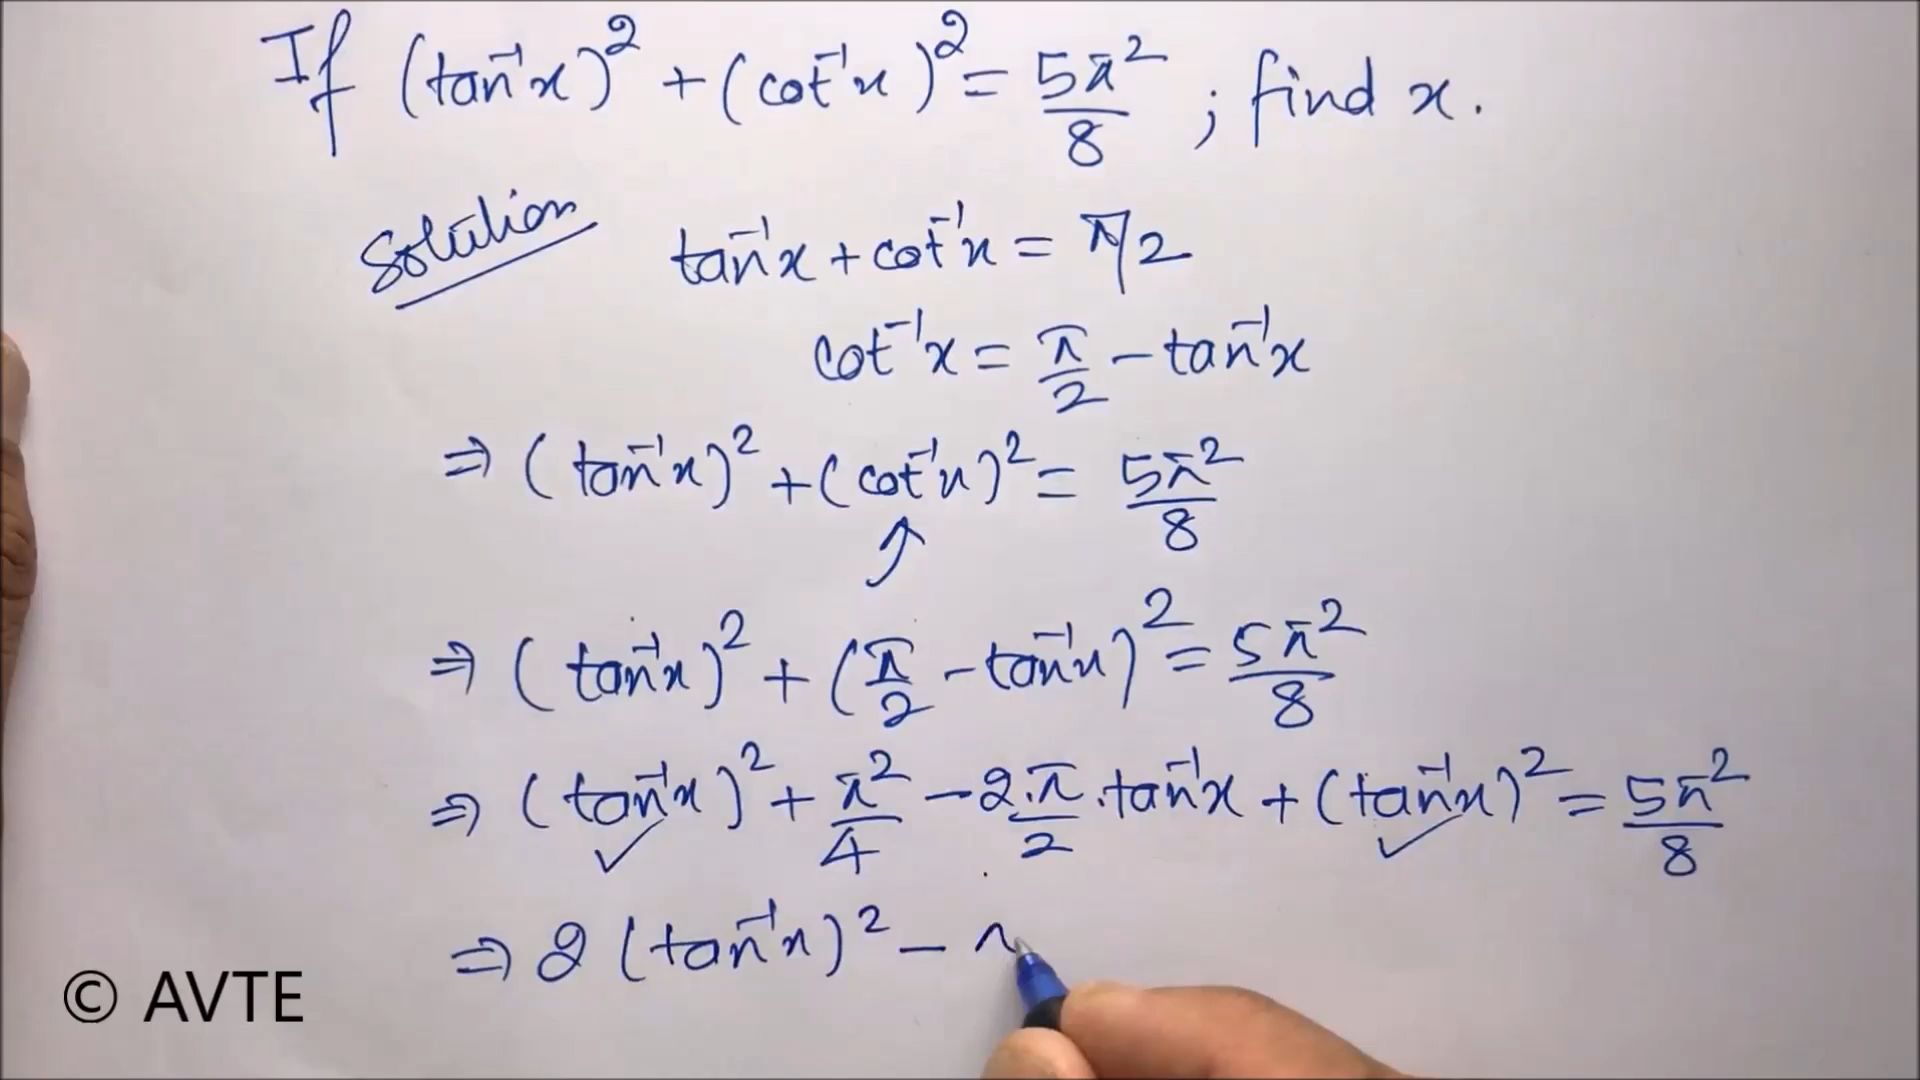 If (tan⁻¹x)² + (cot⁻¹x)² = 5π²/8 ; find x.
Solution tan⁻¹x + cot⁻¹x = π/2
cot⁻¹x = π/2 - tan⁻¹x
⇒ (tan⁻¹x)² + (cot⁻¹x)² = 5π²/8
⇒ (tan⁻¹x)² + (π/2 - tan⁻¹x)² = 5π²/8
⇒ (tan⁻¹x)² + π²/4 - 2.π/2.tan⁻¹x + (tan⁻¹x)² = 5π²/8
⇒ 2 (tan⁻¹x)² -
© AVTE